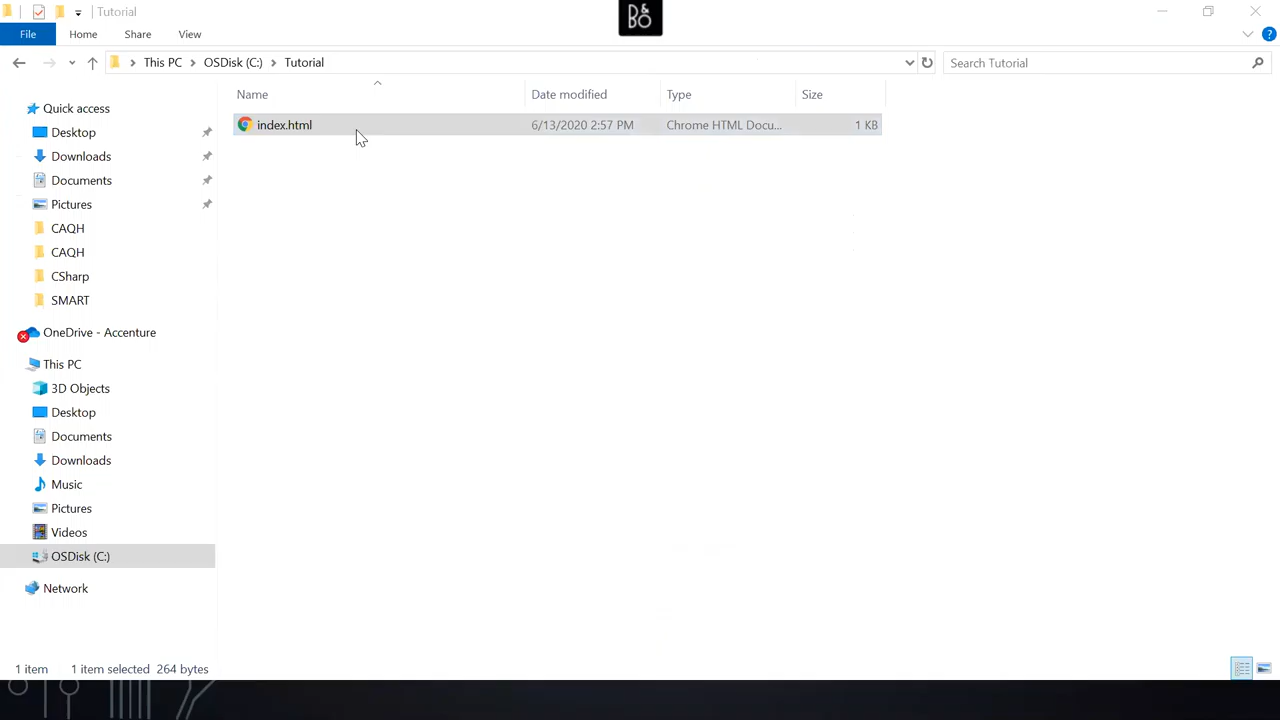 Tutorial
B&O
File Home Share View
This PC OSDisk (C:) Tutorial
Search Tutorial
Name Date modified Type Size
index.html 6/13/2020 2:57 PM Chrome HTML Docu... 1 KB
Quick access
Desktop
Downloads
Documents
Pictures
CAQH
CAQH
CSharp
SMART
OneDrive - Accenture
This PC
3D Objects
Desktop
Documents
Downloads
Music
Pictures
Videos
OSDisk (C:)
Network
1 item 1 item selected 264 bytes